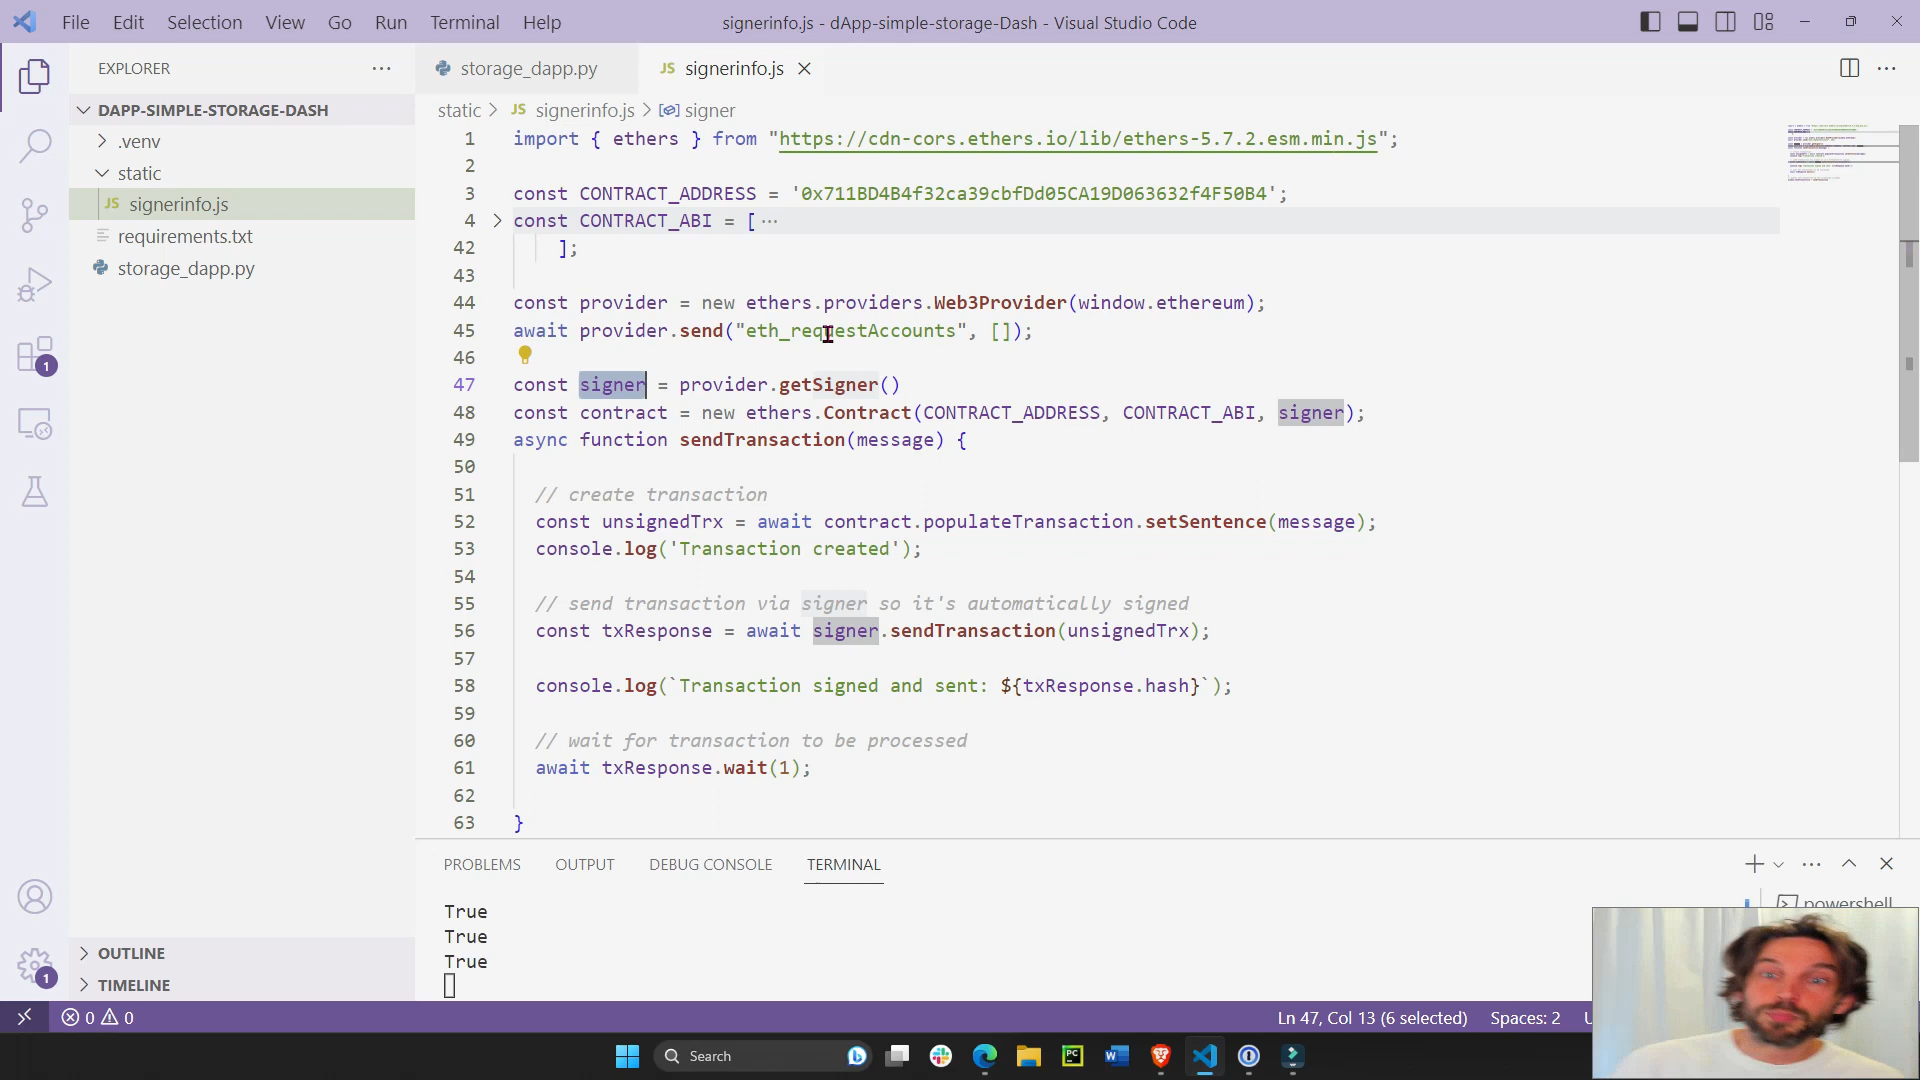 File Edit Selection View Go Run Terminal Help
signerinfo.js - dApp-simple-storage-Dash - Visual Studio Code
EXPLORER
DAPP-SIMPLE-STORAGE-DASH
.venv
static
JS signerinfo.js
requirements.txt
storage_dapp.py
OUTLINE
TIMELINE
1
1
storage_dapp.py
JS signerinfo.js
static > JS signerinfo.js > signer
1 import { ethers } from "https://cdn-cors.ethers.io/lib/ethers-5.7.2.esm.min.js";
2
3 const CONTRACT_ADDRESS = '0x711BD4B4f32ca39cbfDd05CA19D063632f4F50B4';
4 const CONTRACT_ABI = [ ···
42 ];
43
44 const provider = new ethers.providers.Web3Provider(window.ethereum);
45 await provider.send("eth_requestAccounts", []);
46
47 const signer = provider.getSigner()
48 const contract = new ethers.Contract(CONTRACT_ADDRESS, CONTRACT_ABI, signer);
49 async function sendTransaction(message) {
50
51 // create transaction
52 const unsignedTrx = await contract.populateTransaction.setSentence(message);
53 console.log('Transaction created');
54
55 // send transaction via signer so it's automatically signed
56 const txResponse = await signer.sendTransaction(unsignedTrx);
57
58 console.log(`Transaction signed and sent: ${txResponse.hash}`);
59
60 // wait for transaction to be processed
61 await txResponse.wait(1);
62
63 }
PROBLEMS OUTPUT DEBUG CONSOLE TERMINAL
powershell
True
True
True
0 0
Ln 47, Col 13 (6 selected) Spaces: 2
Search
PC
W